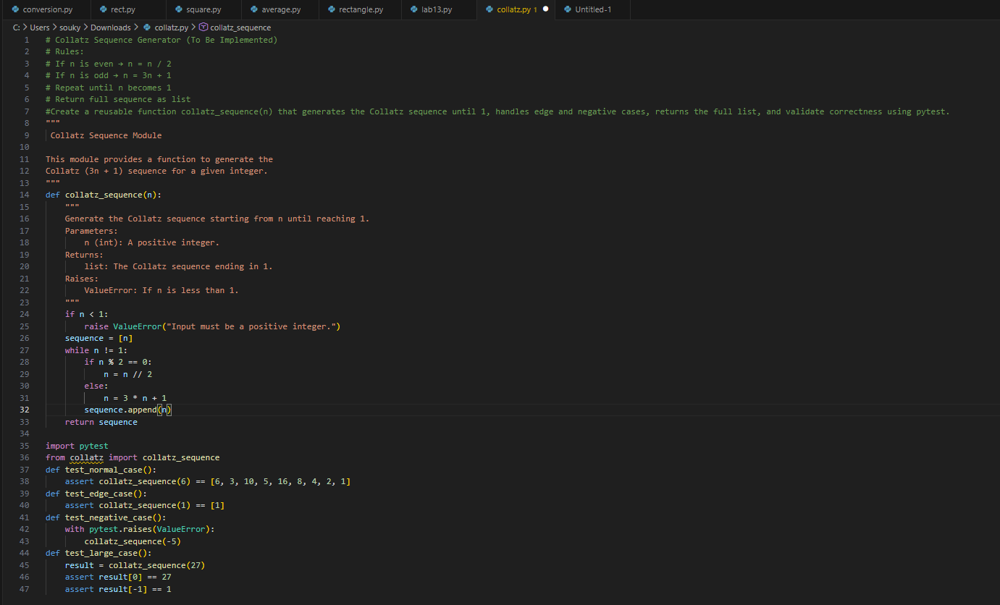 conversion.py rect.py square.py average.py rectangle.py lab13.py collatz.py 1 Untitled-1
C: > Users > souky > Downloads > collatz.py > collatz_sequence
1 # Collatz Sequence Generator (To Be Implemented)
2 # Rules:
3 # If n is even → n = n / 2
4 # If n is odd → n = 3n + 1
5 # Repeat until n becomes 1
6 # Return full sequence as list
7 #Create a reusable function collatz_sequence(n) that generates the Collatz sequence until 1, handles edge and negative cases, returns the full list, and validate correctness using pytest.
8 """
9  Collatz Sequence Module
10
11 This module provides a function to generate the
12 Collatz (3n + 1) sequence for a given integer.
13 """
14 def collatz_sequence(n):
15     """
16     Generate the Collatz sequence starting from n until reaching 1.
17     Parameters:
18         n (int): A positive integer.
19     Returns:
20         list: The Collatz sequence ending in 1.
21     Raises:
22         ValueError: If n is less than 1.
23     """
24     if n < 1:
25         raise ValueError("Input must be a positive integer.")
26     sequence = [n]
27     while n != 1:
28         if n % 2 == 0:
29             n = n // 2
30         else:
31             n = 3 * n + 1
32         sequence.append(n)
33     return sequence
34
35 import pytest
36 from collatz import collatz_sequence
37 def test_normal_case():
38     assert collatz_sequence(6) == [6, 3, 10, 5, 16, 8, 4, 2, 1]
39 def test_edge_case():
40     assert collatz_sequence(1) == [1]
41 def test_negative_case():
42     with pytest.raises(ValueError):
43         collatz_sequence(-5)
44 def test_large_case():
45     result = collatz_sequence(27)
46     assert result[0] == 27
47     assert result[-1] == 1